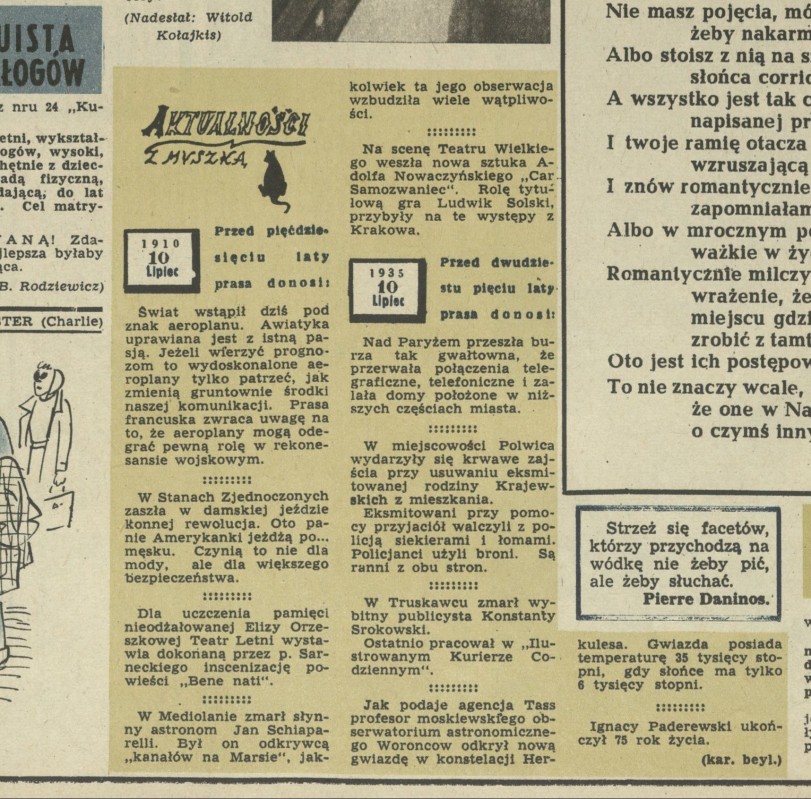 (Nadesłał: Witold
Kołajkis)
UISTA
ŁOGÓW
z nru 24 „Ku-
etni, wykształ-
ogów, wysoki,
hętnie z dziec-
adą fizyczną,
dającą, do lat
. Cel matry-
ANĄ! Zda-
lepsza byłaby
ąca.
B. Rodziewicz)
STER (Charlie)
AKTUALNOŚCI
Z MYSZKĄ
1910
10
Lipiec
Przed pięćdzie-
sięciu laty
prasa donosi:
Świat wstąpił dziś pod
znak aeroplanu. Awiatyka
uprawiana jest z istną pa-
sją. Jeżeli wierzyć progno-
zom to wydoskonalone ae-
roplany tylko patrzeć, jak
zmienią gruntownie środki
naszej komunikacji. Prasa
francuska zwraca uwagę na
to, że aeroplany mogą ode-
grać pewną rolę w rekone-
sansie wojskowym.
W Stanach Zjednoczonych
zaszła w damskiej jeździe
konnej rewolucja. Oto pa-
nie Amerykanki jeżdżą po...
męsku. Czynią to nie dla
mody, ale dla większego
bezpieczeństwa.
Dla uczczenia pamięci
nieodżałowanej Elizy Orze-
szkowej Teatr Letni wysta-
wia dokonaną przez p. Sar-
neckiego inscenizację po-
wieści „Bene nati".
W Mediolanie zmarł słyn-
ny astronom Jan Schiapa-
relli. Był on odkrywcą
„kanałów na Marsie", jak-
kolwiek ta jego obserwacja
wzbudziła wiele wątpliwo-
ści.
Na scenę Teatru Wielkie-
go weszła nowa sztuka A-
dolfa Nowaczyńskiego „Car
Samozwaniec". Rolę tytu-
łową gra Ludwik Solski,
przybyły na te występy z
Krakowa.
1935
10
Lipiec
Przed dwudzie-
stu pięciu laty
prasa donosi:
Nad Paryżem przeszła bu-
rza tak gwałtowna, że
przerwała połączenia tele-
graficzne, telefoniczne i za-
lała domy położone w niż-
szych częściach miasta.
W miejscowości Polwica
wydarzyły się krwawe zaj-
ścia przy usuwaniu eksmi-
towanej rodziny Krajew-
skich z mieszkania.
Eksmitowani przy pomo-
cy przyjaciół walczyli z po-
licją siekierami i łomami.
Policjanci użyli broni. Są
ranni z obu stron.
W Truskawcu zmarł wy-
bitny publicysta Konstanty
Srokowski.
Ostatnio pracował w „Ilu-
strowanym Kurierze Co-
dziennym".
Jak podaje agencja Tass
profesor moskiewskiego ob-
serwatorium astronomiczne-
go Woroncow odkrył nową
gwiazdę w konstelacji Her-
kulesa. Gwiazda posiada
temperaturę 35 tysięcy sto-
pni, gdy słońce ma tylko
6 tysięcy stopni.
Ignacy Paderewski ukoń-
czył 75 rok życia.
(kar. beyl.)
Nie masz pojęcia, mó
żeby nakarm
Albo stoisz z nią na s
słońca corric
A wszystko jest tak c
napisanej pr
I twoje ramię otacza
wzruszającą
I znów romantycznie
zapomniałam
Albo w mrocznym po
ważkie w ży
Romantycznie milczy
wrażenie, że
miejscu gdzi
zrobić z tamt
Oto jest ich postępow
To nie znaczy wcale,
że one w Na
o czymś inny
Strzeż się facetów,
którzy przychodzą na
wódkę nie żeby pić,
ale żeby słuchać.
Pierre Daninos.